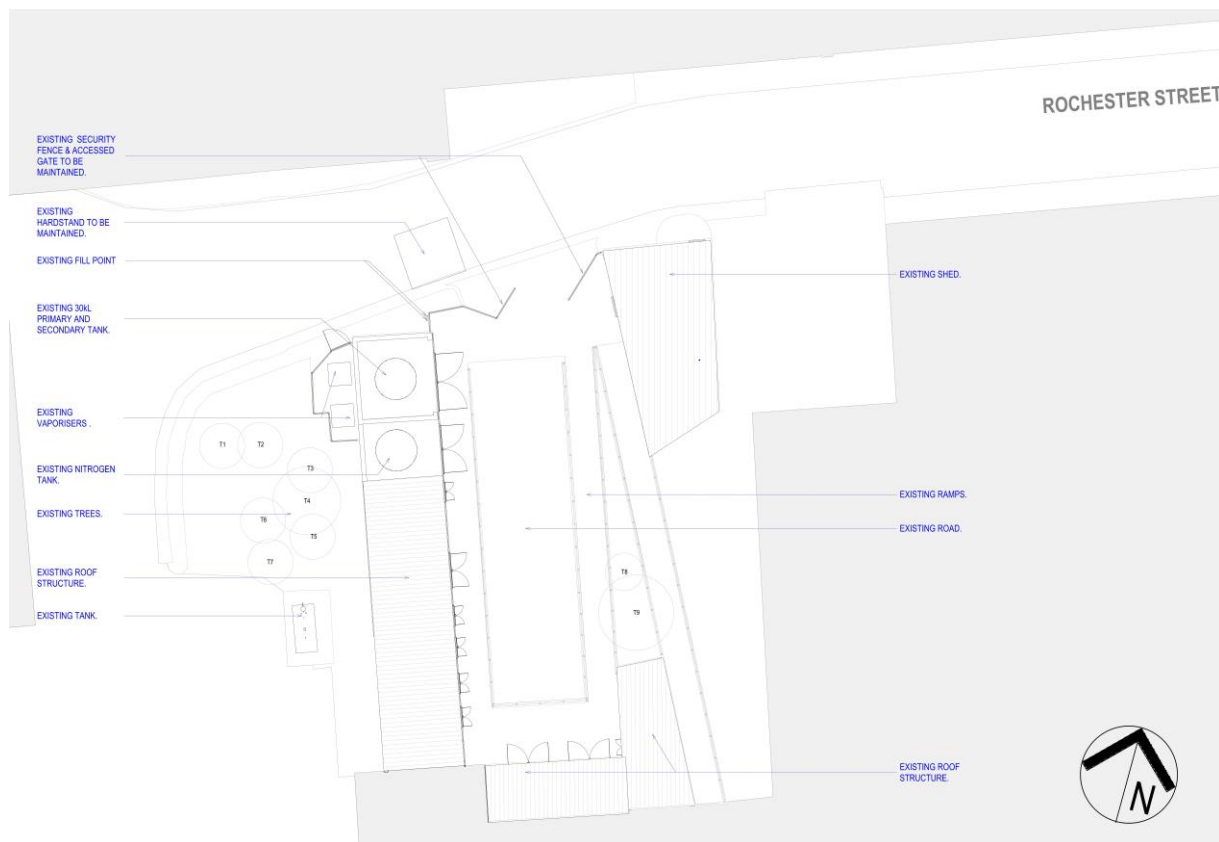 ROCHESTER STREET
EXISTING SECURITY
FENCE & ACCESSED
GATE TO BE
MAINTAINED.
EXISTING
HARDSTAND TO BE
MAINTAINED.
EXISTING FILL POINT
EXISTING 30kL
PRIMARY AND
SECONDARY TANK.
EXISTING
VAPORISERS .
EXISTING NITROGEN
TANK.
EXISTING TREES.
EXISTING ROOF
STRUCTURE.
EXISTING TANK.
T1
T2
T3
T4
T6
T5
T7
T8
T9
EXISTING SHED.
EXISTING RAMPS.
EXISTING ROAD.
EXISTING ROOF
STRUCTURE.
N